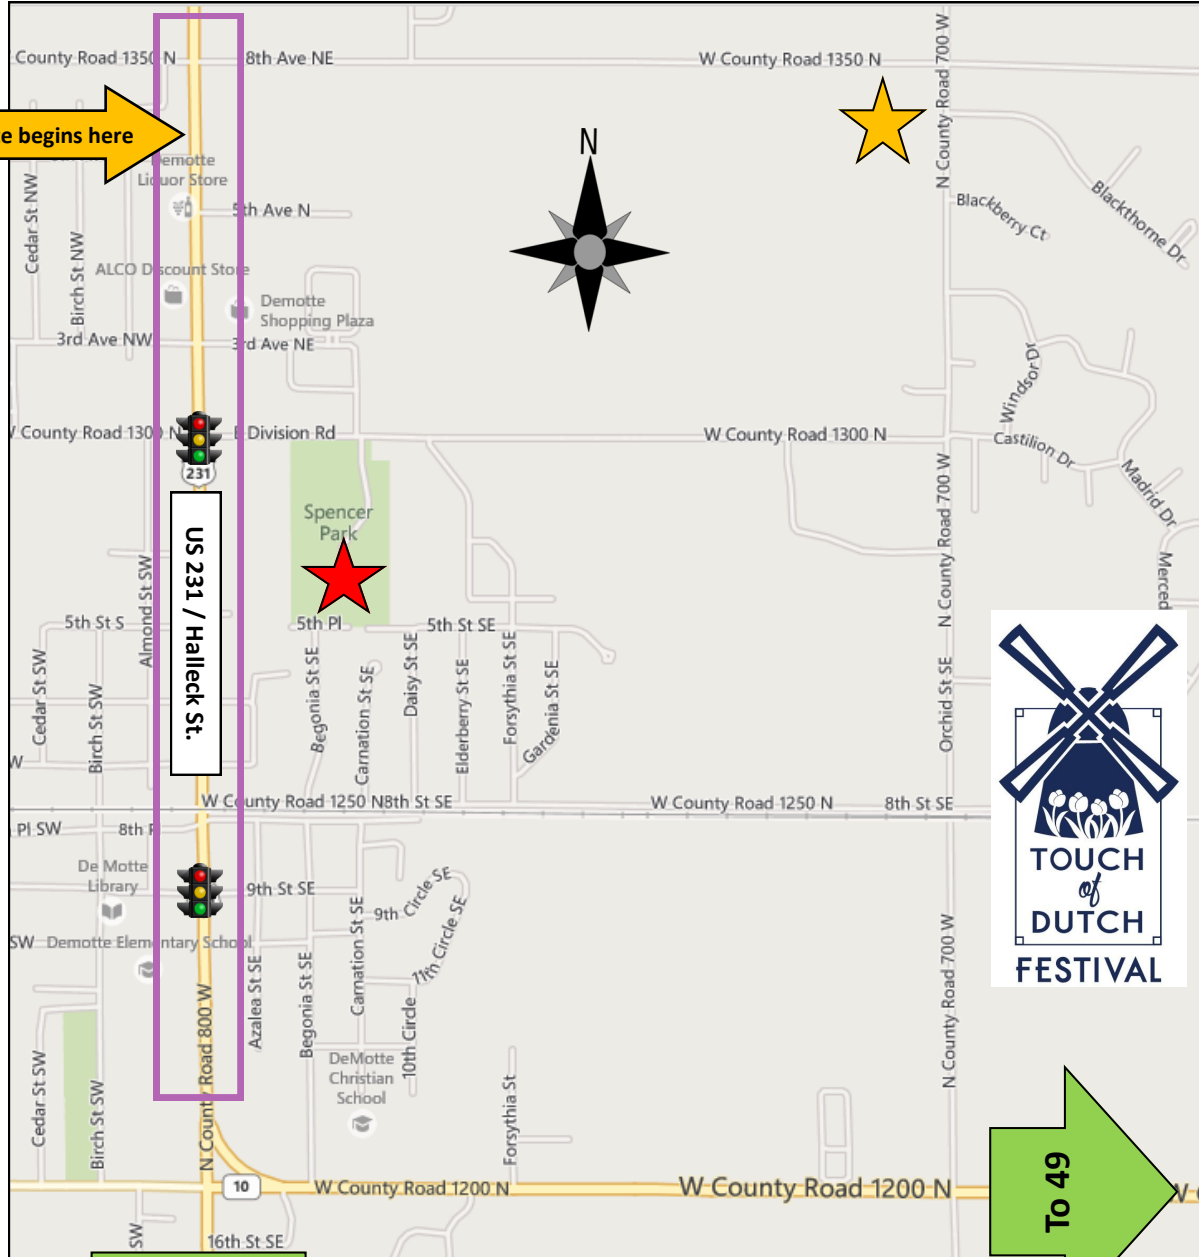 County Road 1350 N
8th Ave NE
W County Road 1350 N
N County Road 700 W
e begins here
N
Demotte
Liquor Store
5th Ave N
Cedar St NW
Birch St NW
Blackberry Ct
Blackthorne Dr
ALCO Discount Store
Demotte
Shopping Plaza
3rd Ave NW
3rd Ave NE
Windsor Dr
County Road 1300 N
E Division Rd
W County Road 1300 N
Castilion Dr
Madrid Dr
231
Spencer
Park
N County Road 700 W
Merced
US 231 / Halleck St.
Almond St SW
5th St S
5th Pl
5th St SE
Cedar St SW
Birch St SW
Begonia St SE
Carnation St SE
Daisy St SE
Elderberry St SE
Forsythia St SE
Gardenia St SE
Orchid St SE
W
W County Road 1250 N
8th St SE
W County Road 1250 N
8th St SE
Pl SW
8th P
De Motte
Library
9th St SE
9th Circle SE
11th Circle SE
SW
Demotte Elementary School
TOUCH
of
DUTCH
FESTIVAL
Azalea St SE
Begonia St SE
Carnation St SE
10th Circle
N County Road 700 W
N County Road 800 W
DeMotte
Christian
School
Cedar St SW
Birch St SW
Forsythia St
10
W County Road 1200 N
W County Road 1200 N
To 49
W
SW
16th St SE